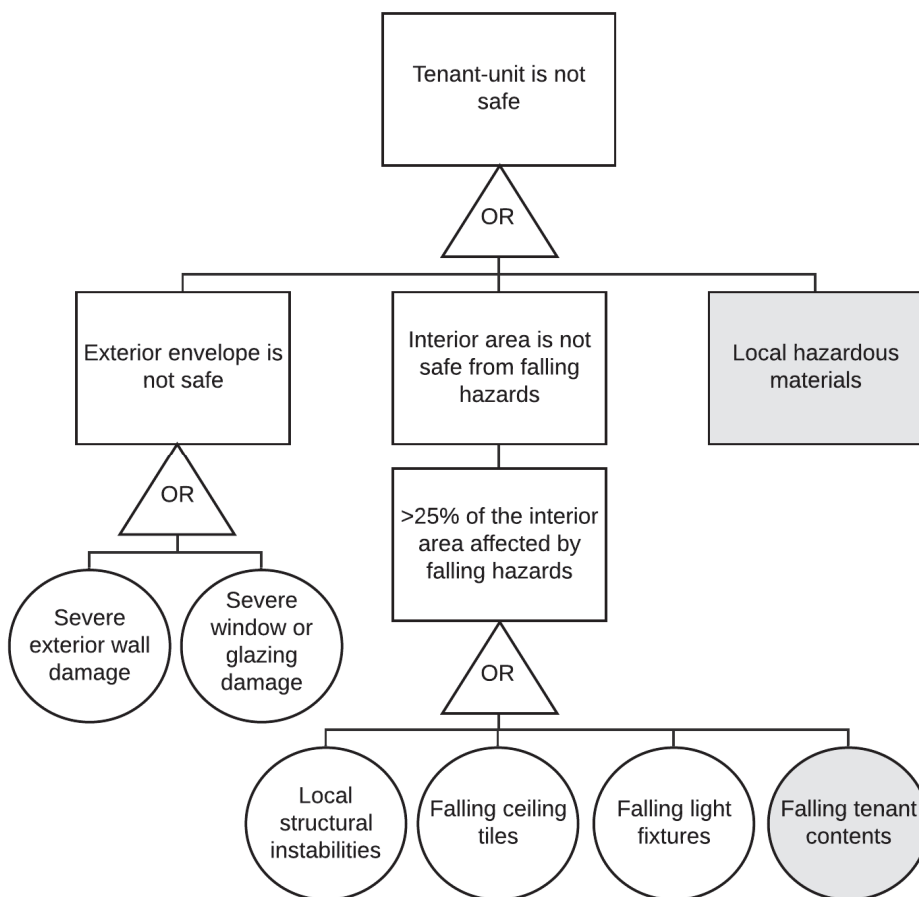 Tenant-unit is not
safe
OR
Exterior envelope is
not safe
Interior area is not
safe from falling
hazards
Local hazardous
materials
OR
>25% of the interior
area affected by
falling hazards
Severe
exterior wall
damage
Severe
window or
glazing
damage
OR
Local
structural
instabilities
Falling ceiling
tiles
Falling light
fixtures
Falling tenant
contents